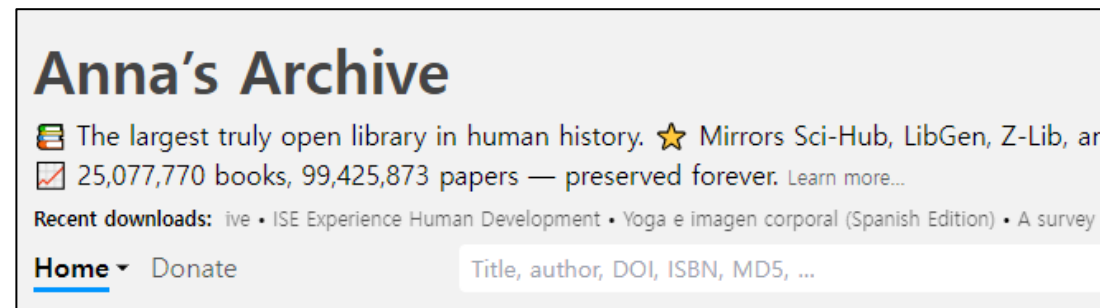 Anna’s Archive
📚 The largest truly open library in human history. ⭐ Mirrors Sci-Hub, LibGen, Z-Lib, a
📈 25,077,770 books, 99,425,873 papers — preserved forever. Learn more...
Recent downloads: ive • ISE Experience Human Development • Yoga e imagen corporal (Spanish Edition) • A survey
Home Donate Title, author, DOI, ISBN, MD5, ...